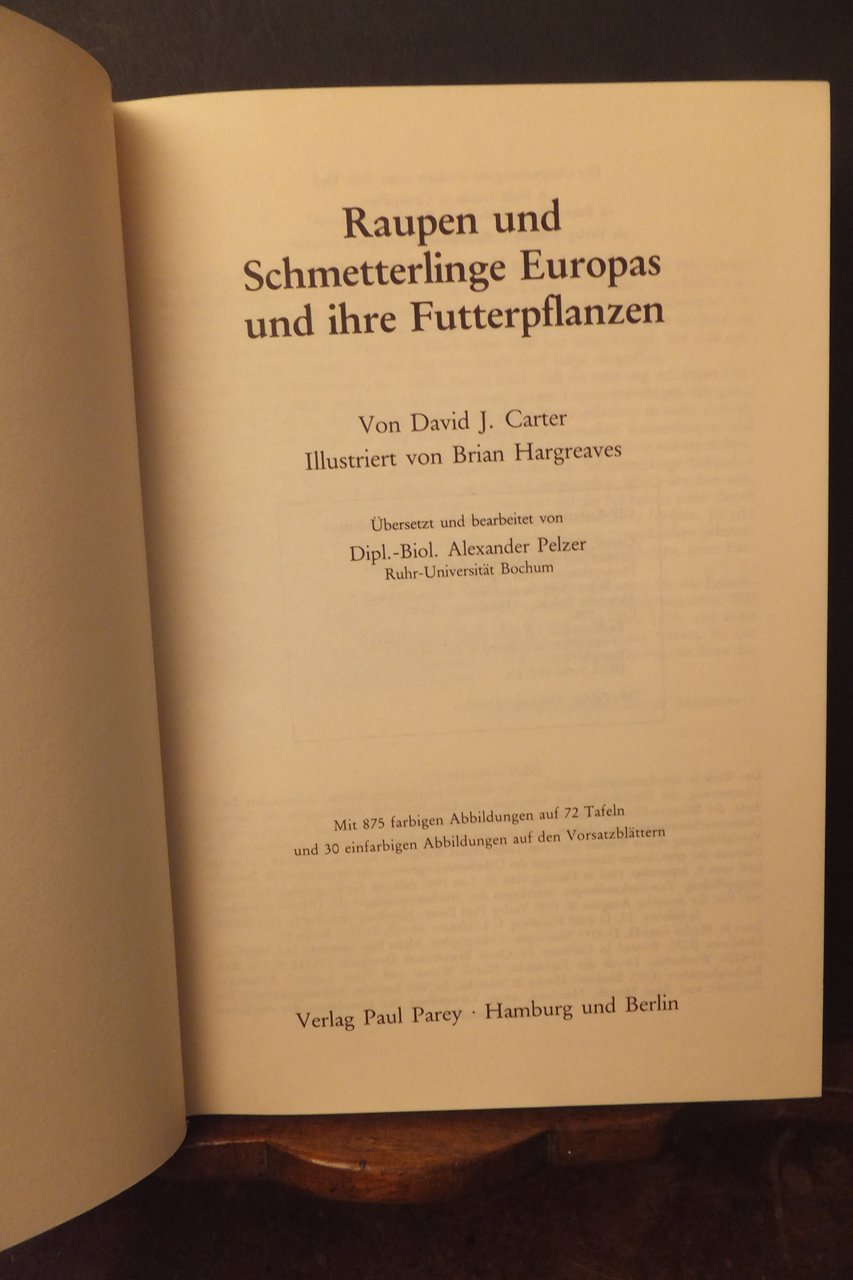 Raupen und
Schmetterlinge Europas
und ihre Futterpflanzen
Von David J. Carter
Illustriert von Brian Hargreaves
Übersetzt und bearbeitet von
Dipl.-Biol. Alexander Pelzer
Ruhr-Universität Bochum
Mit 875 farbigen Abbildungen auf 72 Tafeln
und 30 einfarbigen Abbildungen auf den Vorsatzblättern
Verlag Paul Parey · Hamburg und Berlin